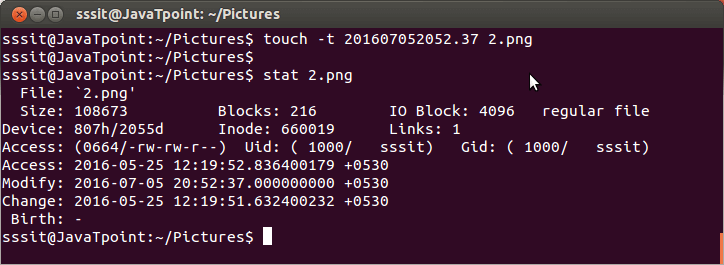 sssit@JavaTpoint: ~/Pictures
sssit@JavaTpoint:~/Pictures$ touch -t 201607052052.37 2.png
sssit@JavaTpoint:~/Pictures$
sssit@JavaTpoint:~/Pictures$ stat 2.png
  File: `2.png'
  Size: 108673          Blocks: 216        IO Block: 4096   regular file
Device: 807h/2055d      Inode: 660019      Links: 1
Access: (0664/-rw-rw-r--)  Uid: ( 1000/   sssit)   Gid: ( 1000/   sssit)
Access: 2016-05-25 12:19:52.836400179 +0530
Modify: 2016-07-05 20:52:37.000000000 +0530
Change: 2016-05-25 12:19:51.632400232 +0530
 Birth: -
sssit@JavaTpoint:~/Pictures$